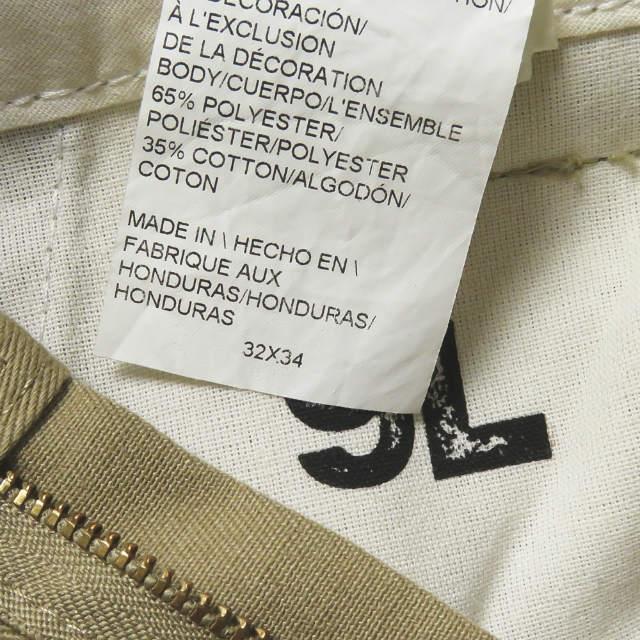 DECORACIÓN/
À L'EXCLUSION
DE LA DÉCORATION
BODY/CUERPO/L'ENSEMBLE
65% POLYESTER/
POLIÉSTER/POLYESTER
35% COTTON/ALGODÓN/
COTON
MADE IN \ HECHO EN \
FABRIQUE AUX
HONDURAS/HONDURAS/
HONDURAS
32X34
9L